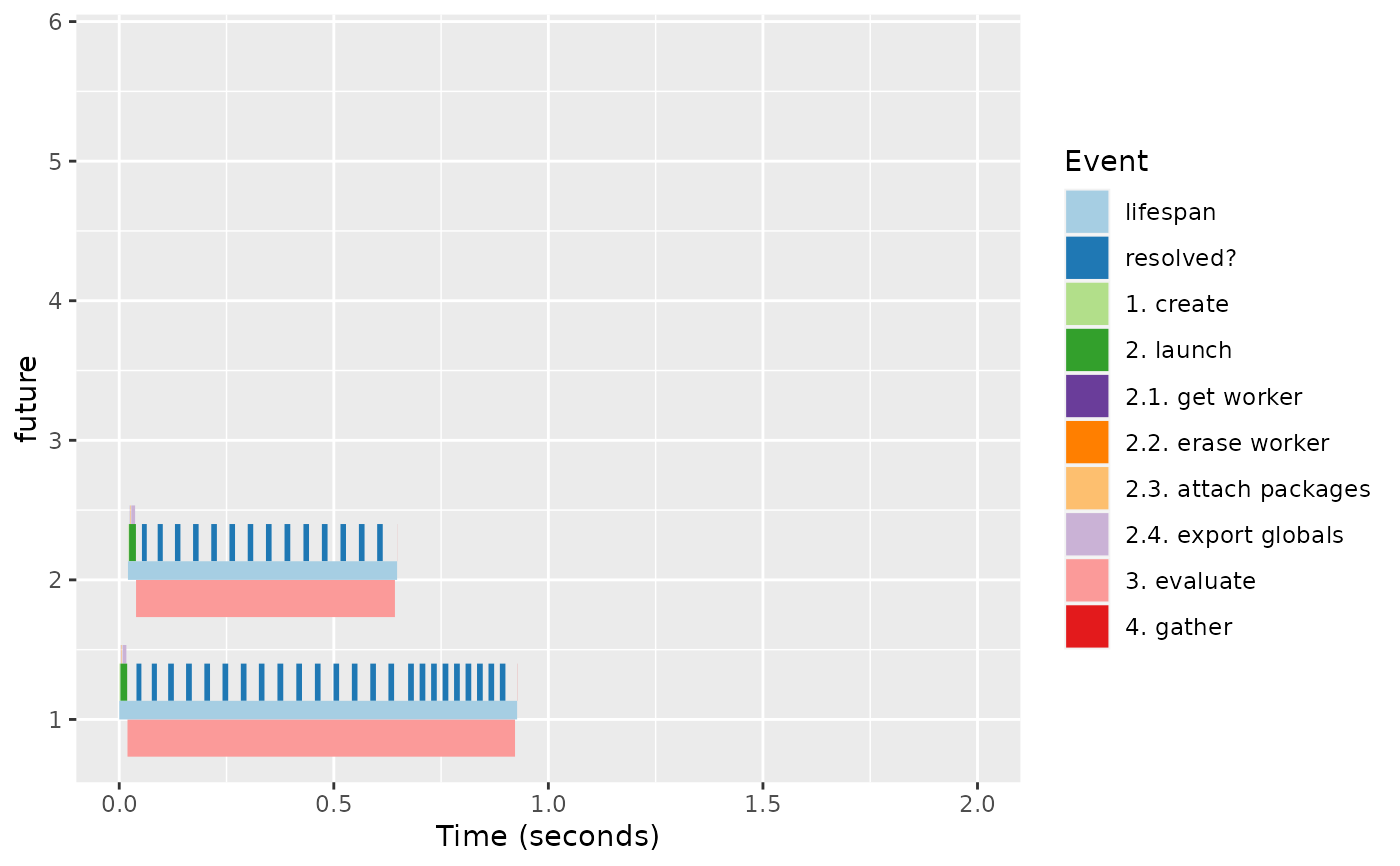 6
5
4
3
2
1
future
0.0
0.5
1.0
1.5
2.0
Time (seconds)
Event
lifespan
resolved?
1. create
2. launch
2.1. get worker
2.2. erase worker
2.3. attach packages
2.4. export globals
3. evaluate
4. gather